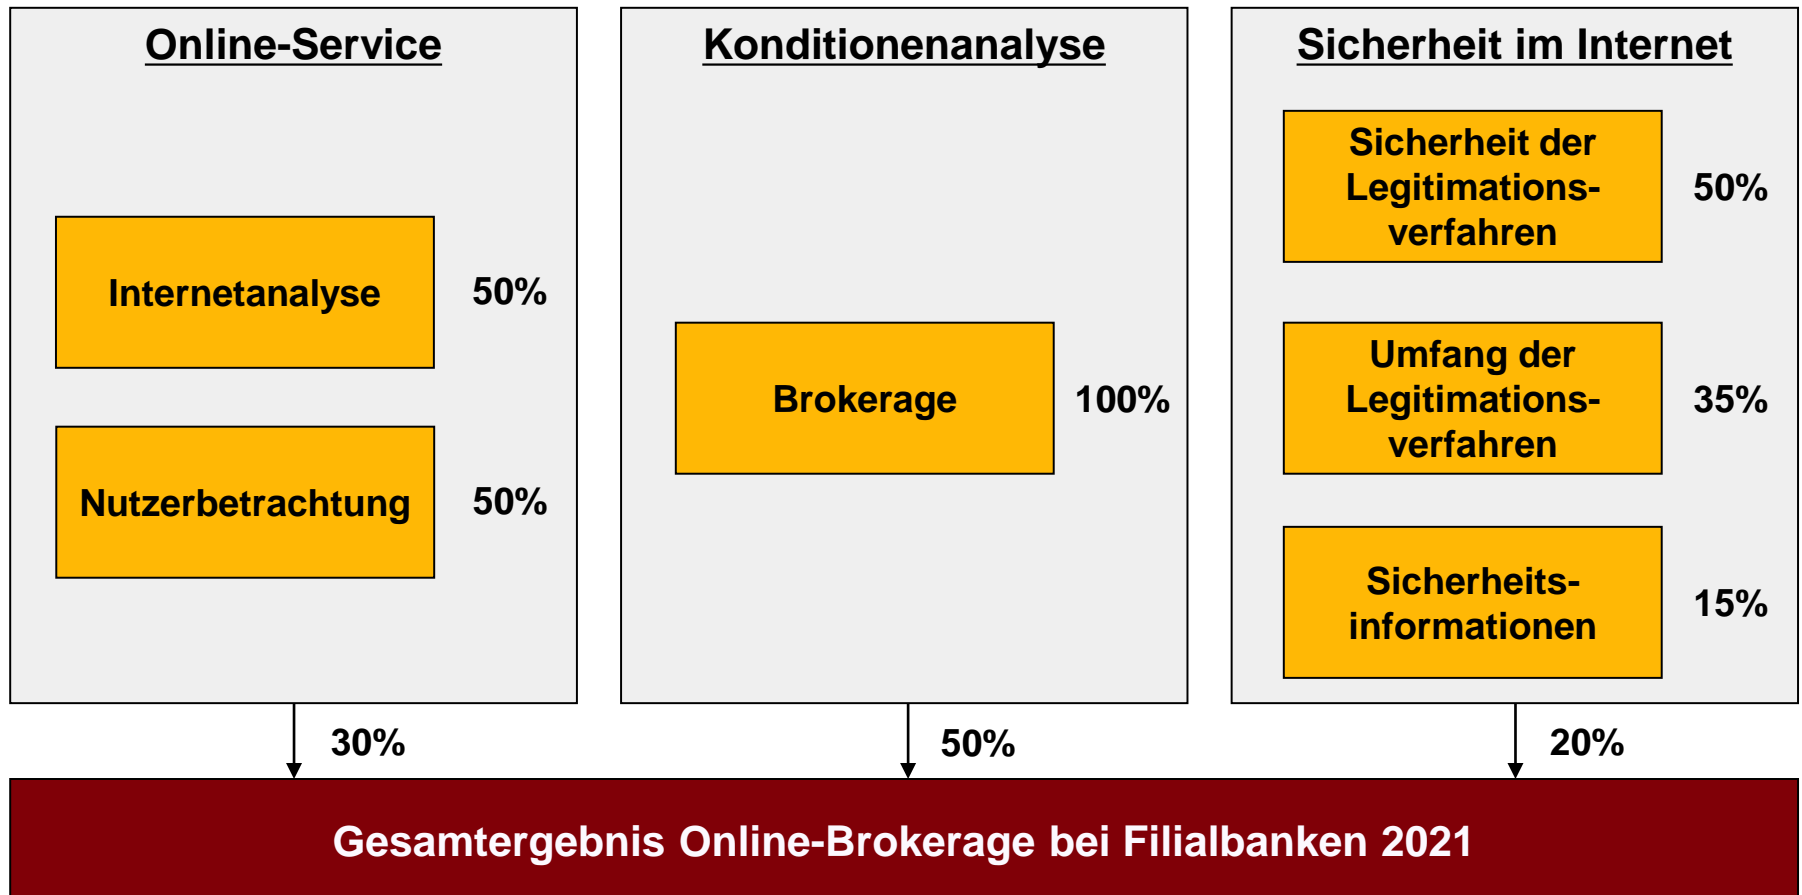 Online-Service
Internetanalyse
50%
Nutzerbetrachtung
50%
Konditionenanalyse
Brokerage
100%
Sicherheit im Internet
Sicherheit der
Legitimations-
verfahren
50%
Umfang der
Legitimations-
verfahren
35%
Sicherheits-
informationen
15%
30%
50%
20%
Gesamtergebnis Online-Brokerage bei Filialbanken 2021